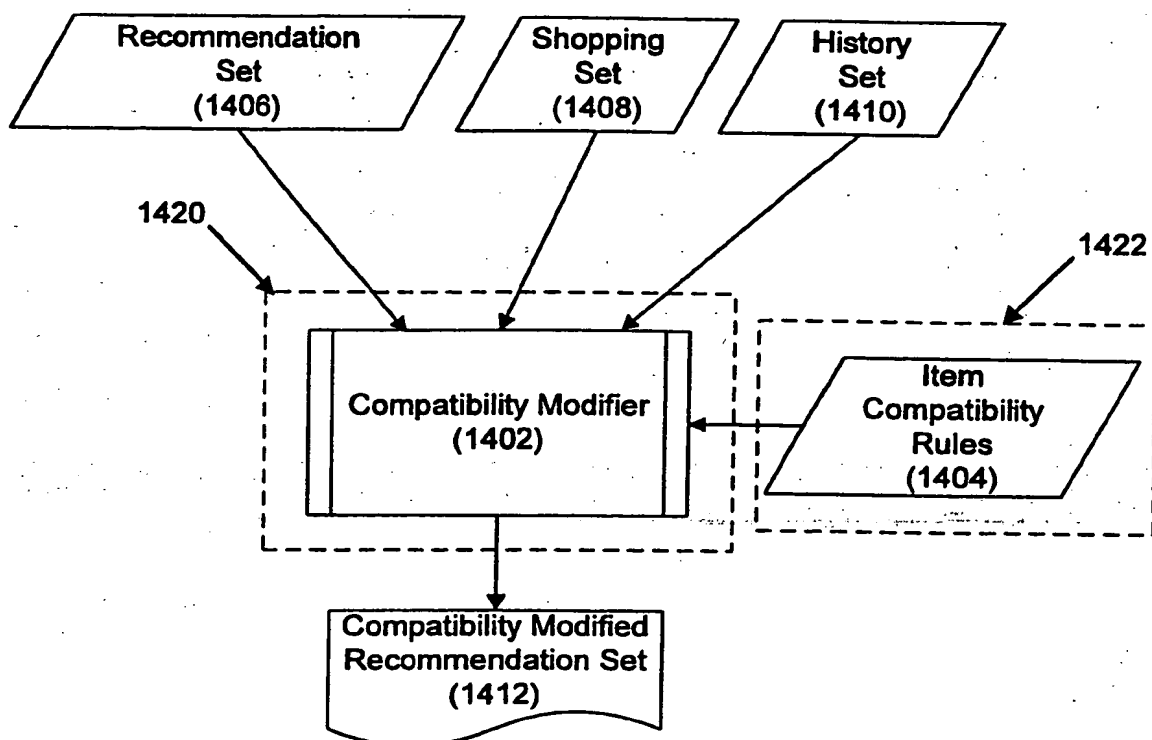 Recommendation
Set
(1406)
Shopping
Set
(1408)
History
Set
(1410)
1420
1422
Compatibility Modifier
(1402)
Item
Compatibility
Rules
(1404)
Compatibility Modified
Recommendation Set
(1412)